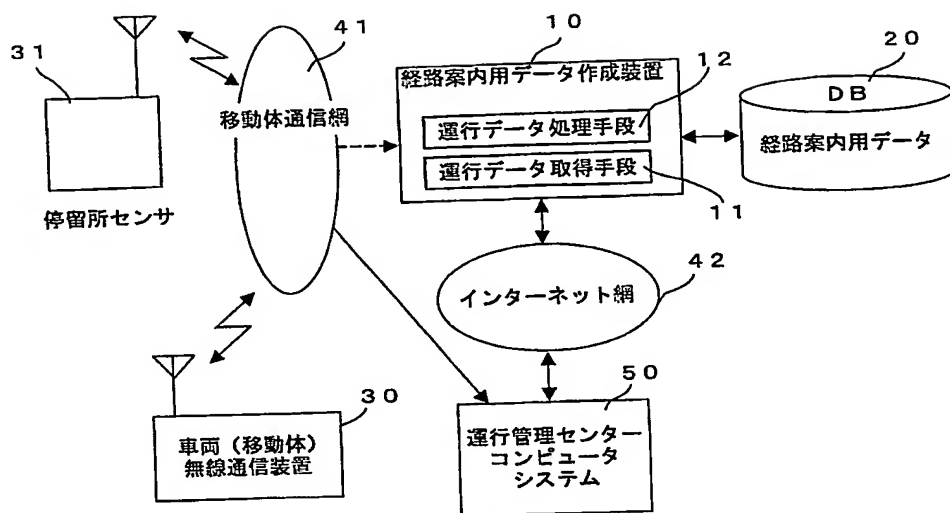 31
41
10
経路案内用データ作成装置
12
運行データ処理手段
運行データ取得手段
11
20
DB
経路案内用データ
移動体通信網
停留所センサ
42
インターネット網
30
車両（移動体）
無線通信装置
50
運行管理センター
コンピュータ
システム